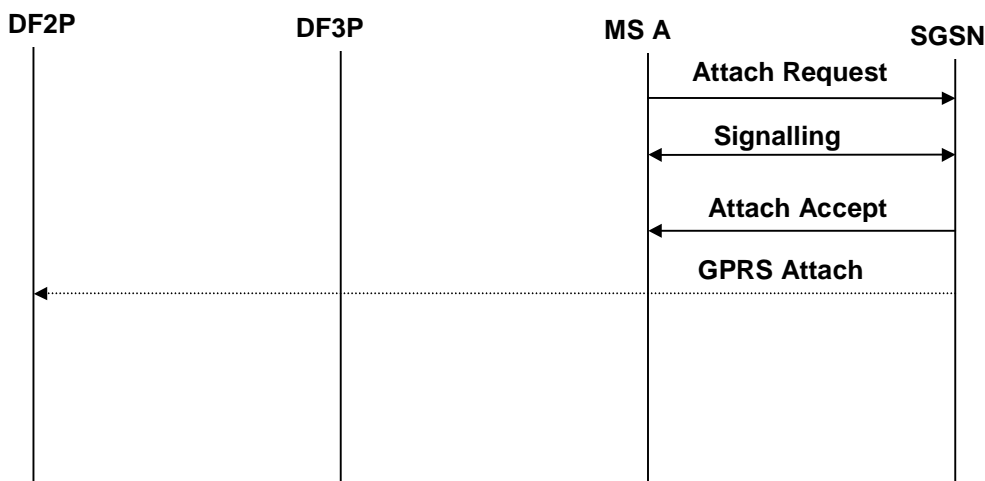 DF2P
DF3P
MS A
SGSN
Attach Request
Signalling
Attach Accept
GPRS Attach